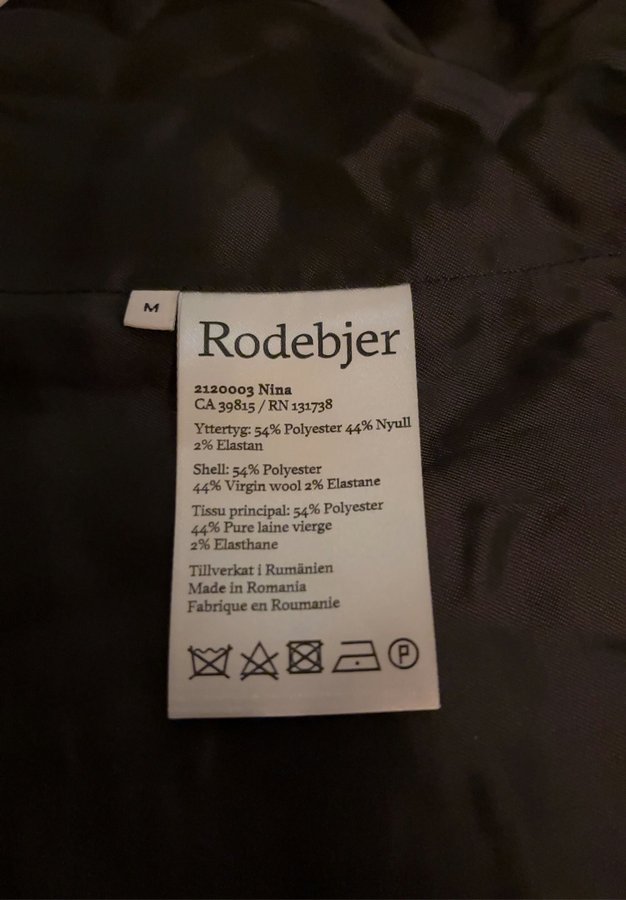 M
Rodebjer
2120003 Nina
CA 39815 / RN 131738
Yttertyg: 54% Polyester 44% Nyull
2% Elastan
Shell: 54% Polyester
44% Virgin wool 2% Elastane
Tissu principal: 54% Polyester
44% Pure laine vierge
2% Elasthane
Tillverkat i Rumänien
Made in Romania
Fabrique en Roumanie
P